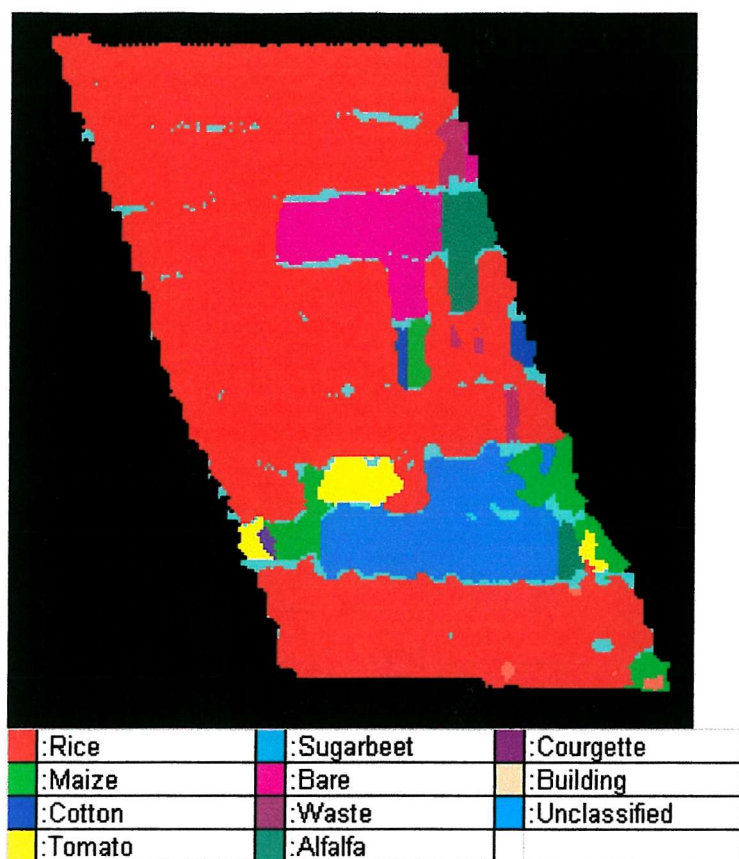 :Rice :Sugarbeet :Courgette
:Maize :Bare :Building
:Cotton :Waste :Unclassified
:Tomato :Alfalfa